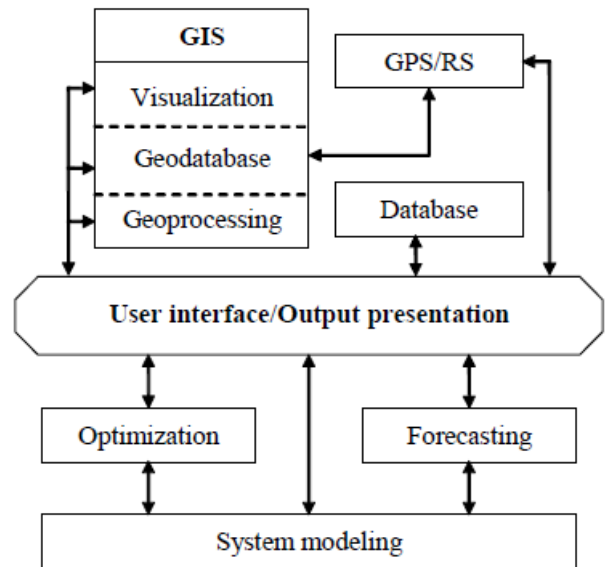 GIS
GPS/RS
Visualization
Geodatabase
Database
Geoprocessing
User interface/Output presentation
Optimization
Forecasting
System modeling